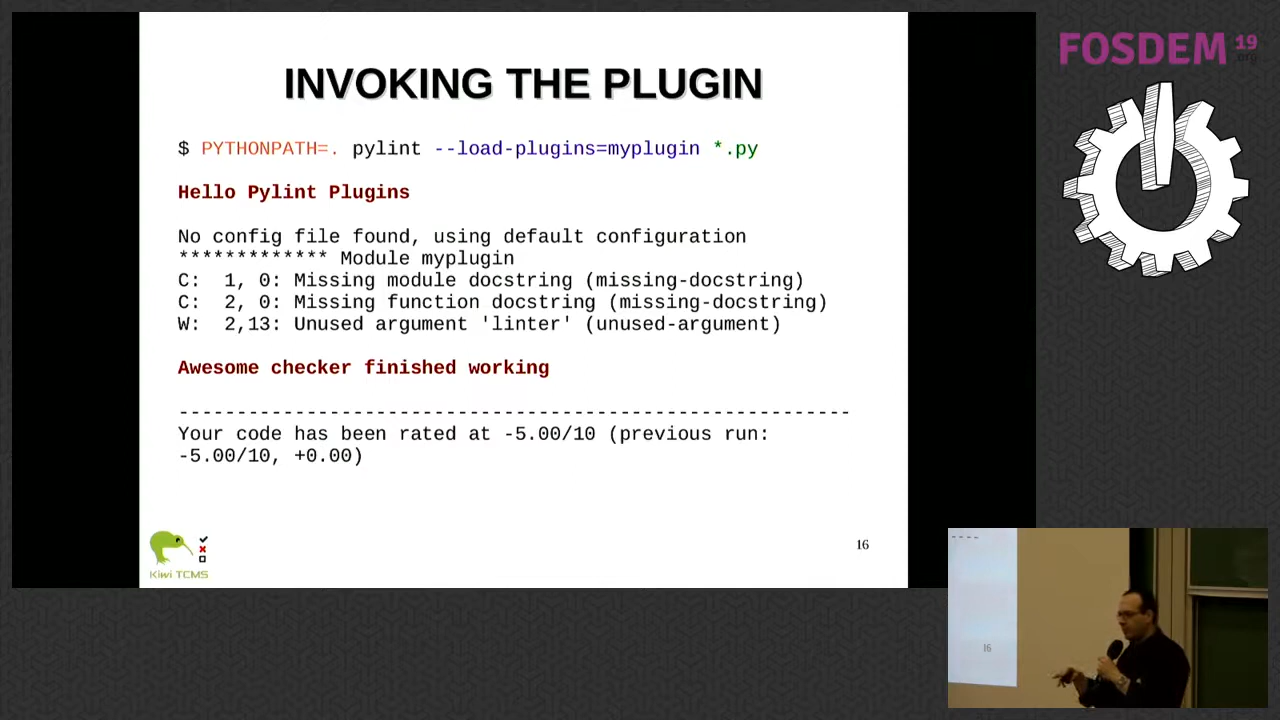 INVOKING THE PLUGIN
$ PYTHONPATH=. pylint --load-plugins=myplugin *.py
Hello Pylint Plugins
No config file found, using default configuration
************* Module myplugin
C:  1, 0: Missing module docstring (missing-docstring)
C:  2, 0: Missing function docstring (missing-docstring)
W:  2,13: Unused argument 'linter' (unused-argument)
Awesome checker finished working
----------------------------------------------------------
Your code has been rated at -5.00/10 (previous run:
-5.00/10, +0.00)
Kiwi TCMS
16
FOSDEM 19
.org
16